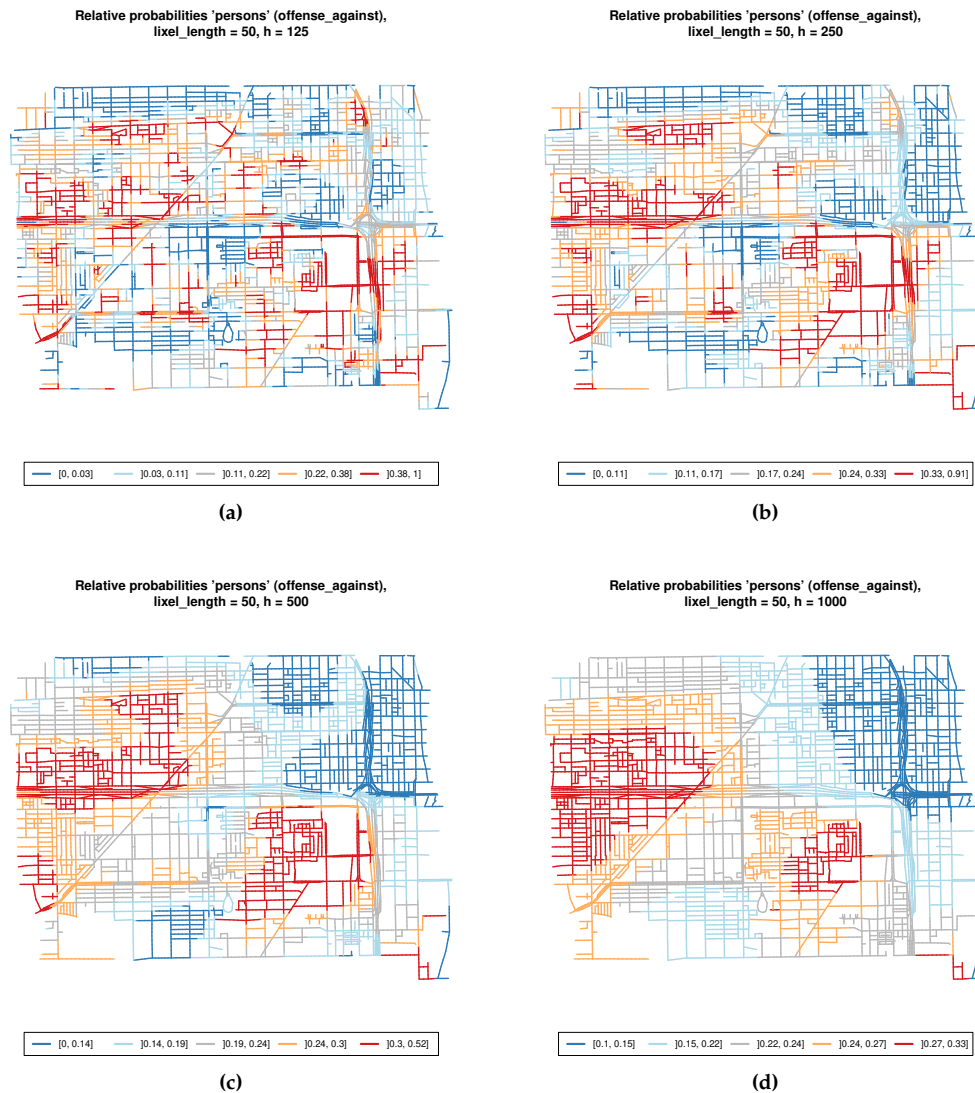 Relative probabilities 'persons' (offense_against),
lixel_length = 50, h = 125
[0, 0.03] ]0.03, 0.11] ]0.11, 0.22] ]0.22, 0.38] ]0.38, 1]
(a)
Relative probabilities 'persons' (offense_against),
lixel_length = 50, h = 250
[0, 0.11] ]0.11, 0.17] ]0.17, 0.24] ]0.24, 0.33] ]0.33, 0.91]
(b)
Relative probabilities 'persons' (offense_against),
lixel_length = 50, h = 500
[0, 0.14] ]0.14, 0.19] ]0.19, 0.24] ]0.24, 0.3] ]0.3, 0.52]
(c)
Relative probabilities 'persons' (offense_against),
lixel_length = 50, h = 1000
[0.1, 0.15] ]0.15, 0.22] ]0.22, 0.24] ]0.24, 0.27] ]0.27, 0.33]
(d)